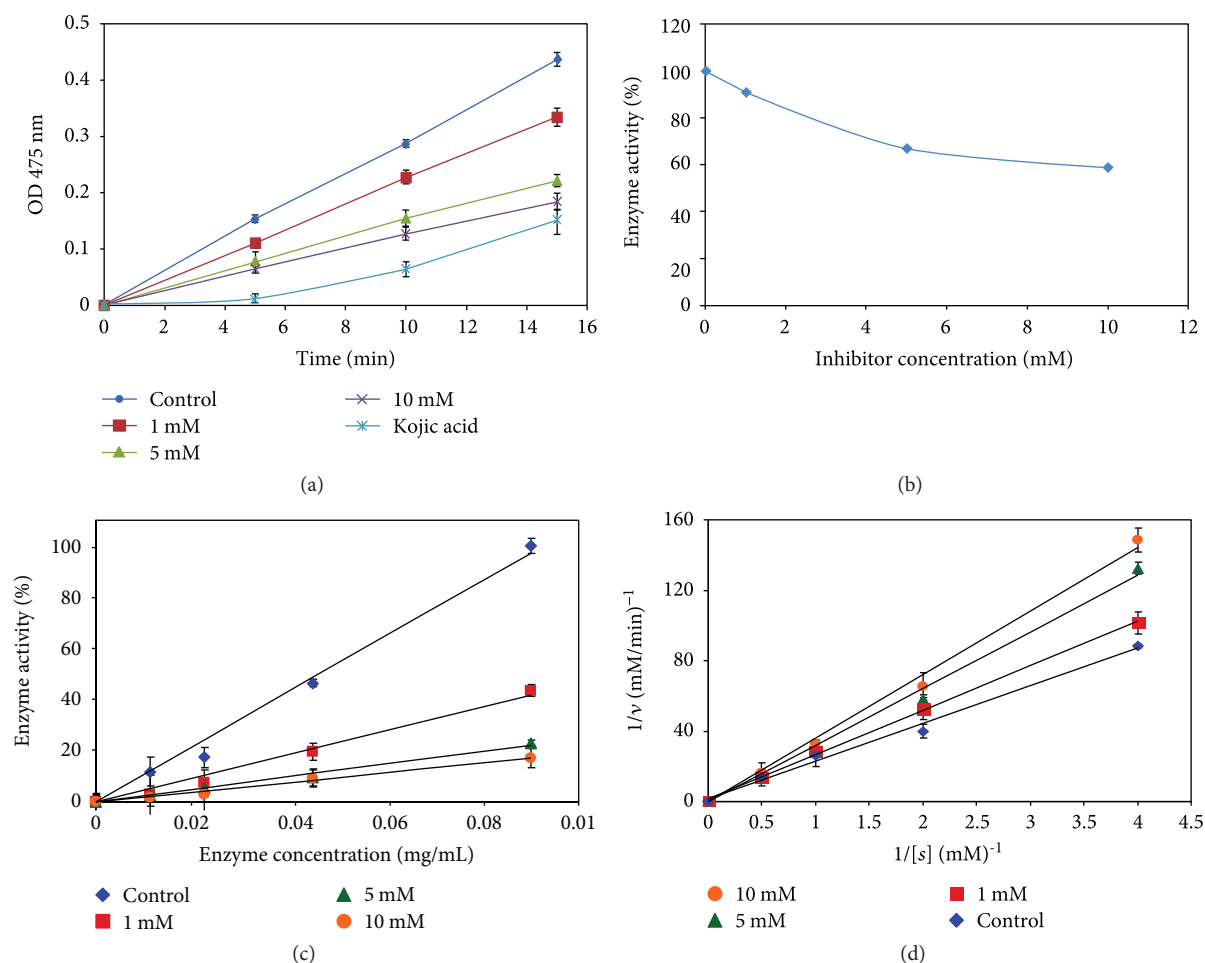 0.5
0.4
0.3
0.2
0.1
0
OD 475 nm
0 2 4 6 8 10 12 14 16
Time (min)
Control
1 mM
5 mM
10 mM
Kojic acid
(a)
120
100
80
60
40
20
0
Enzyme activity (%)
0 2 4 6 8 10 12
Inhibitor concentration (mM)
(b)
100
80
60
40
20
0
Enzyme activity (%)
0 0.02 0.04 0.06 0.08 0.01
Enzyme concentration (mg/mL)
Control
1 mM
5 mM
10 mM
(c)
160
120
80
40
0
1/v (mM/min)⁻¹
0 0.5 1 1.5 2 2.5 3 3.5 4 4.5
1/[s] (mM)⁻¹
10 mM
5 mM
1 mM
Control
(d)